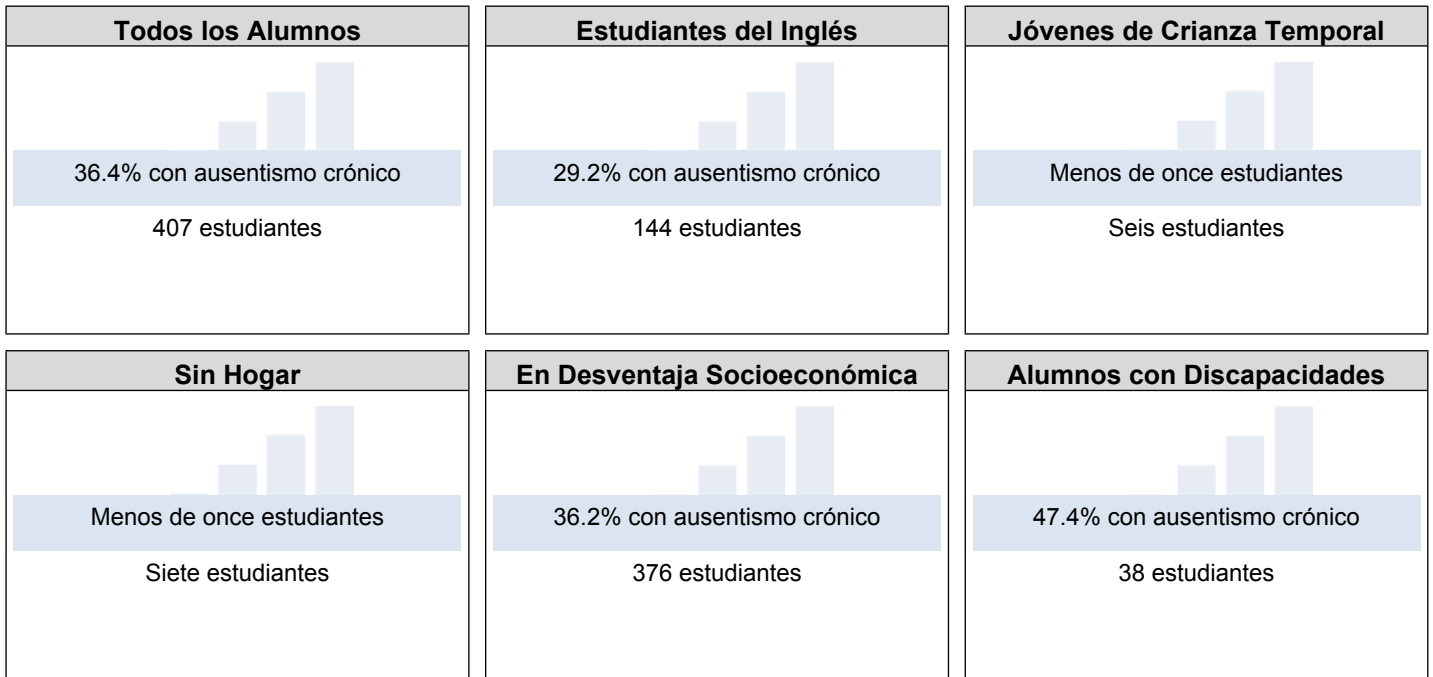 Todos los Alumnos
36.4% con ausentismo crónico
407 estudiantes
Estudiantes del Inglés
29.2% con ausentismo crónico
144 estudiantes
Jóvenes de Crianza Temporal
Menos de once estudiantes
Seis estudiantes
Sin Hogar
Menos de once estudiantes
Siete estudiantes
En Desventaja Socioeconómica
36.2% con ausentismo crónico
376 estudiantes
Alumnos con Discapacidades
47.4% con ausentismo crónico
38 estudiantes